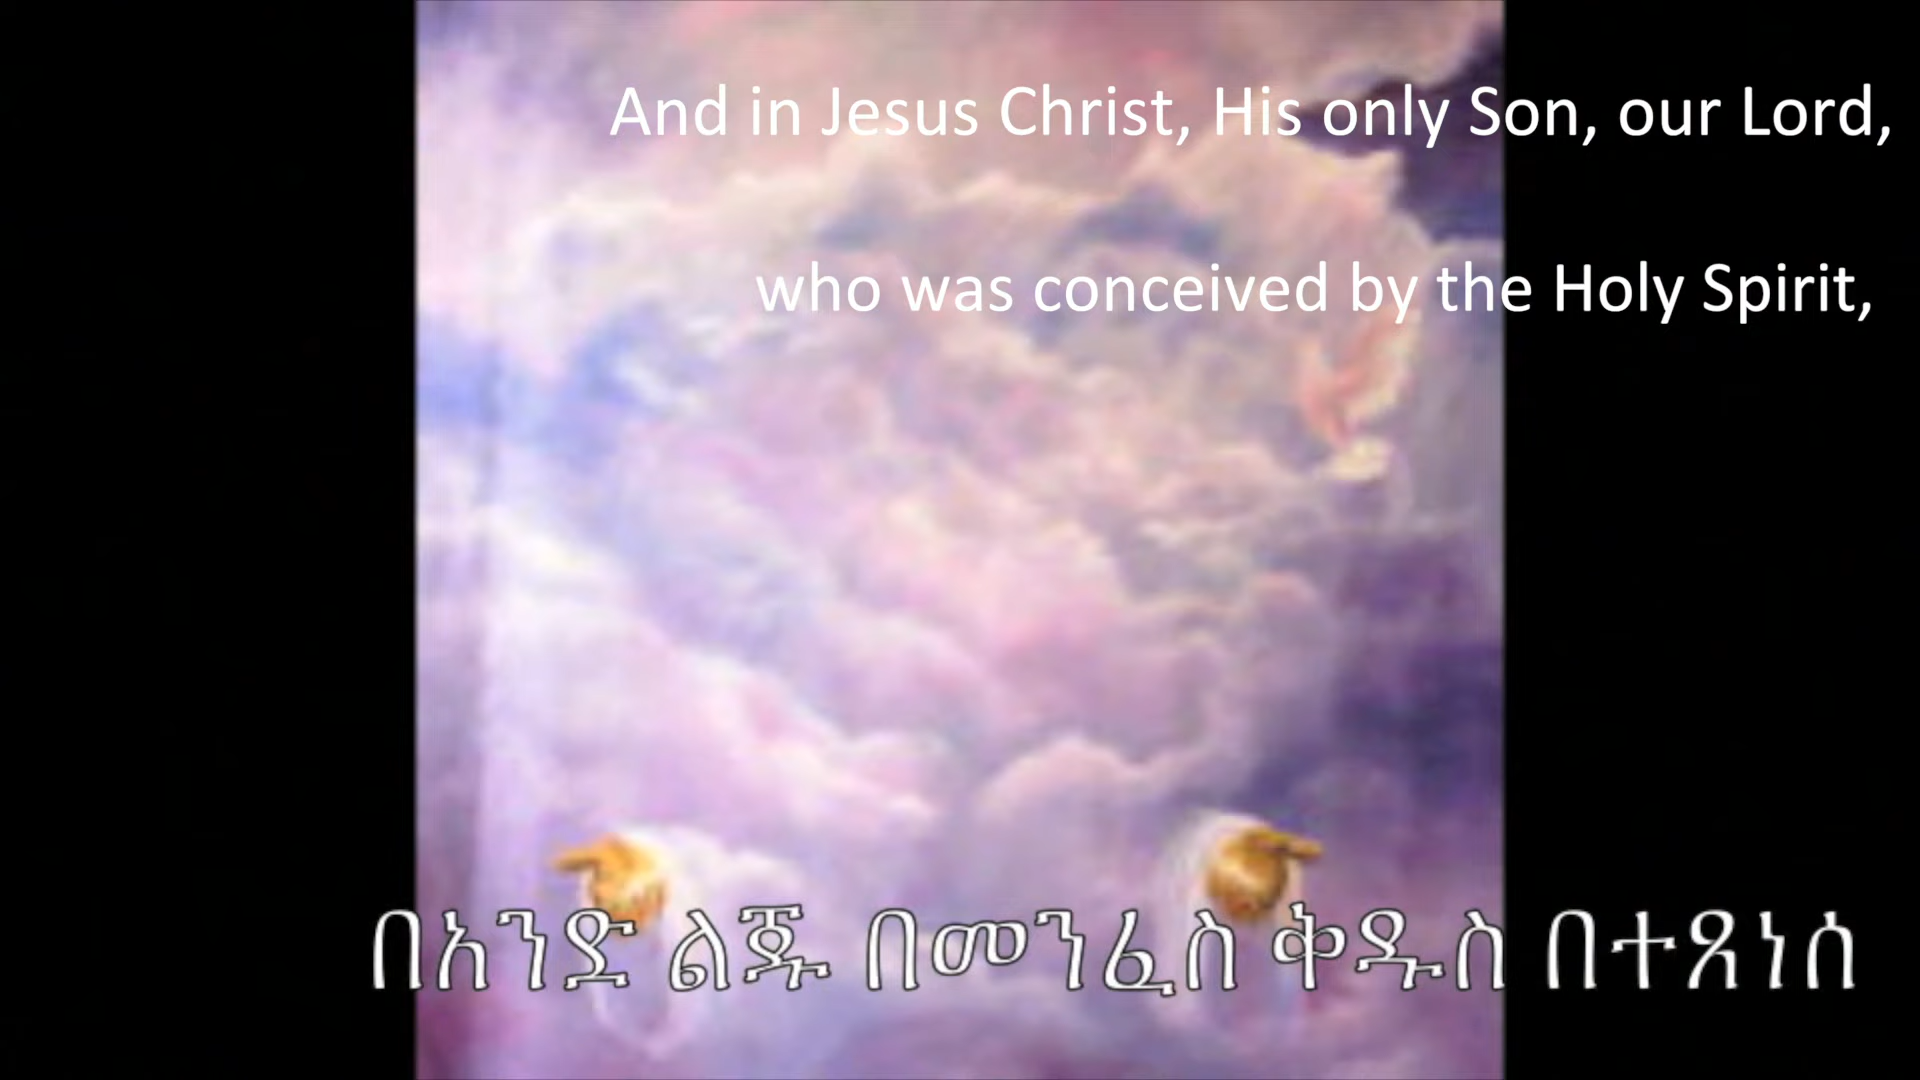 And in Jesus Christ, His only Son, our Lord,
who was conceived by the Holy Spirit,
በአንድ ልጁ በመንፈስ ቅዱስ በተጸነሰ